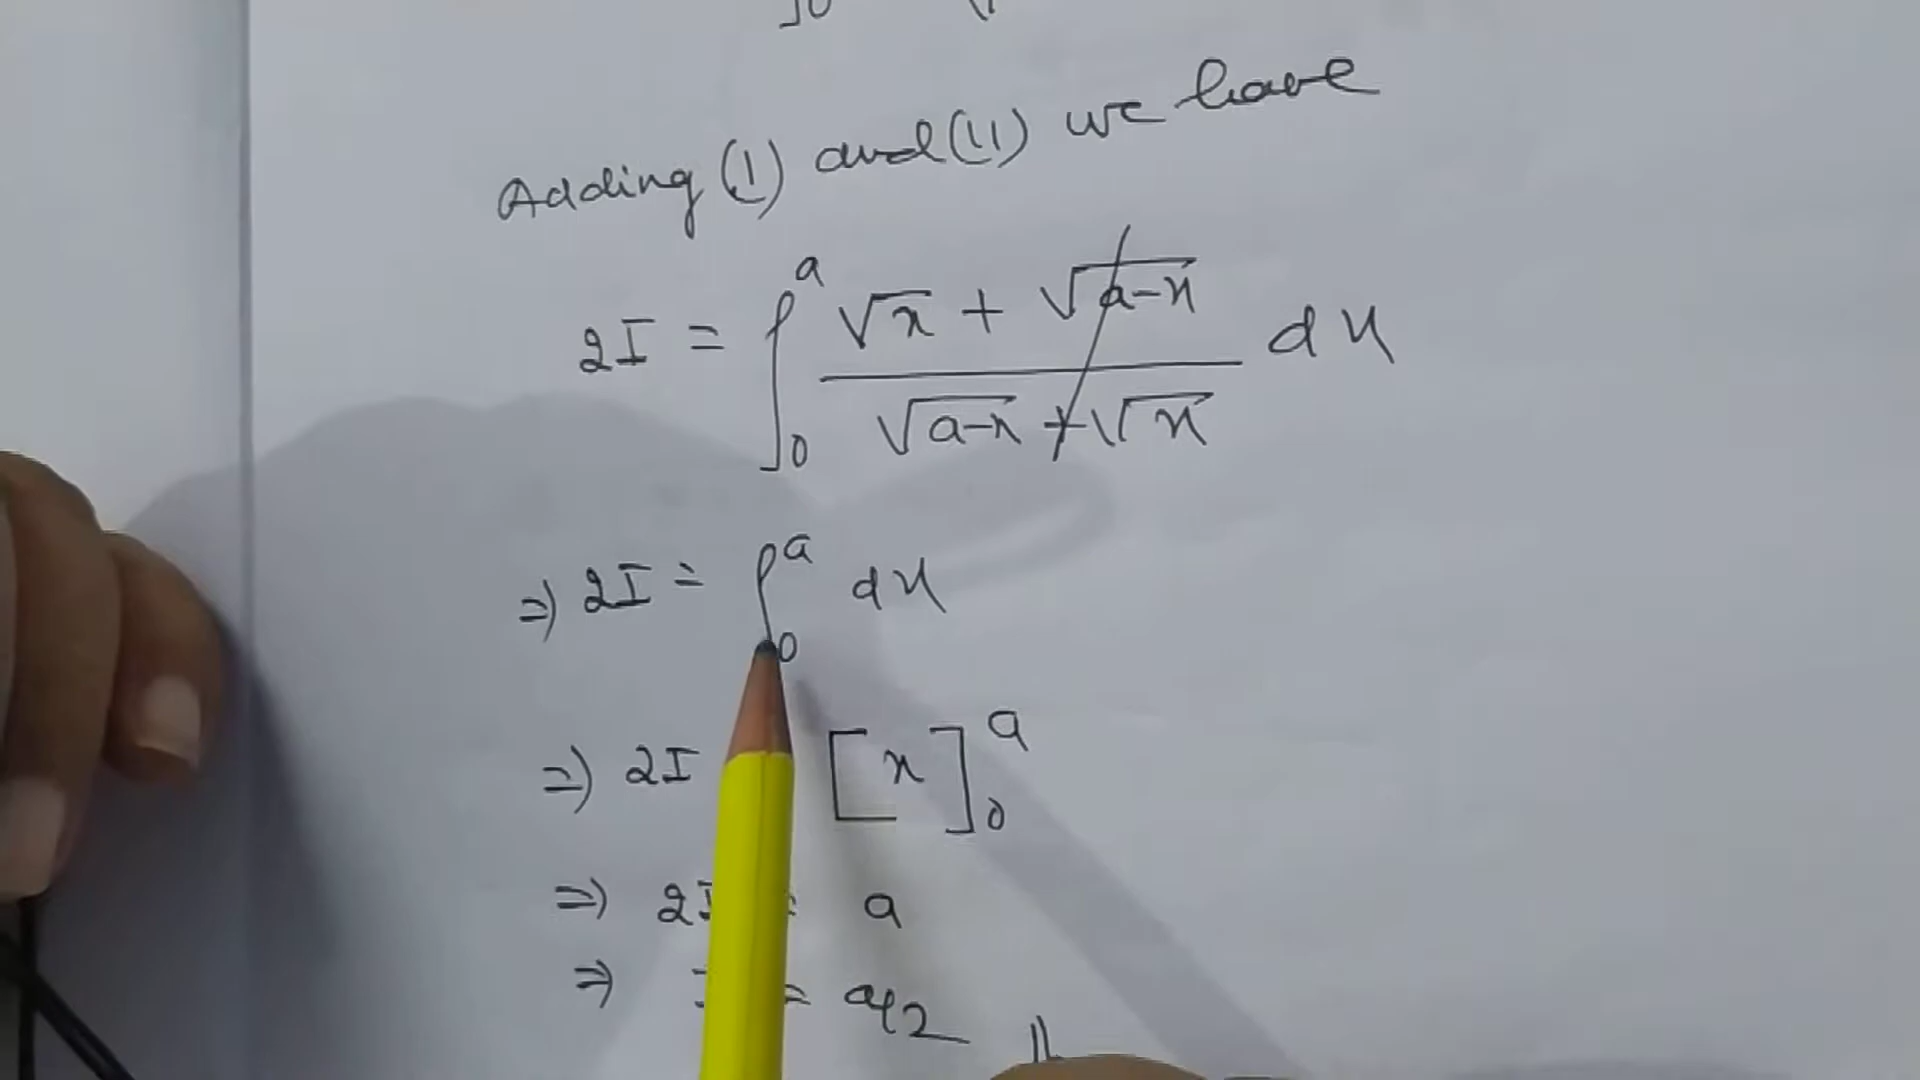 Adding (I) and (II) we have
2I = ∫₀ᵃ (√x + √(a-x)) / (√(a-x) + √x) dx
⇒ 2I = ∫₀ᵃ dx
⇒ 2I [x]₀ᵃ
⇒ 2I = a
⇒ I = a/2 //